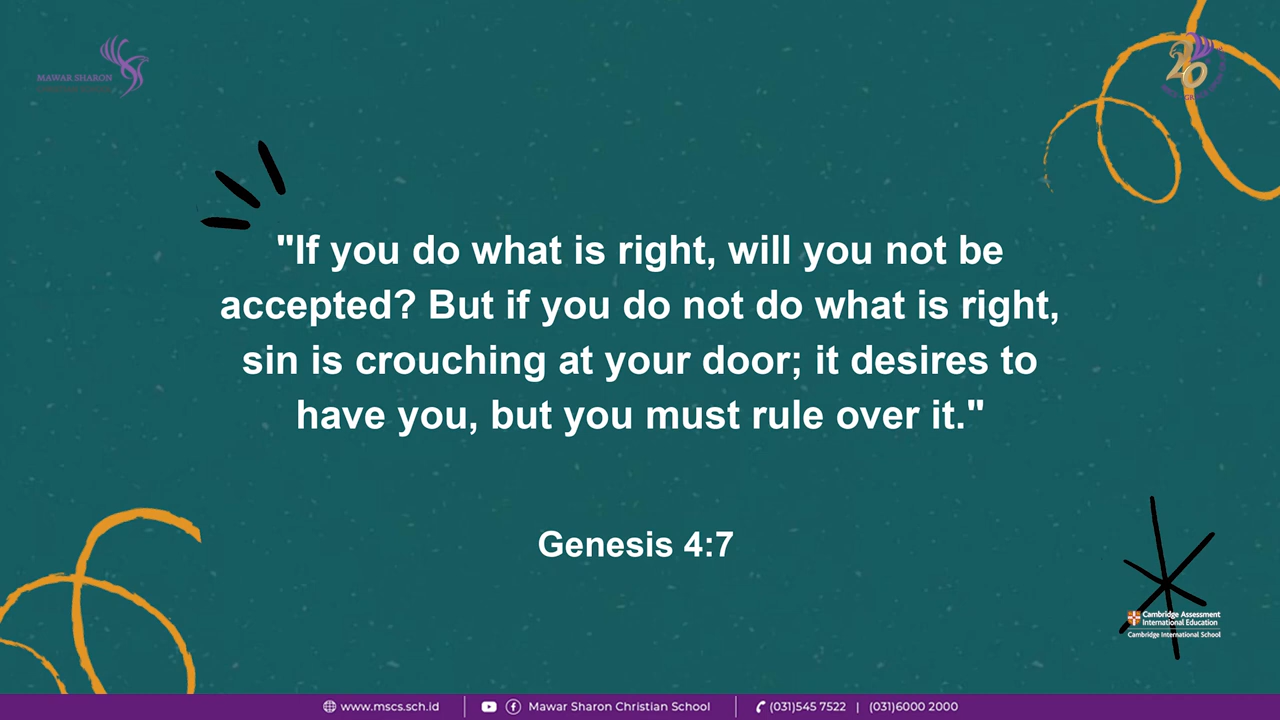 MAWAR SHARON
20
"If you do what is right, will you not be
accepted? But if you do not do what is right,
sin is crouching at your door; it desires to
have you, but you must rule over it."
Genesis 4:7
Cambridge Assessment
International Education
Cambridge International School
www.mscs.sch.id
Mawar Sharon Christian School
(031)545 7522 | (031)6000 2000